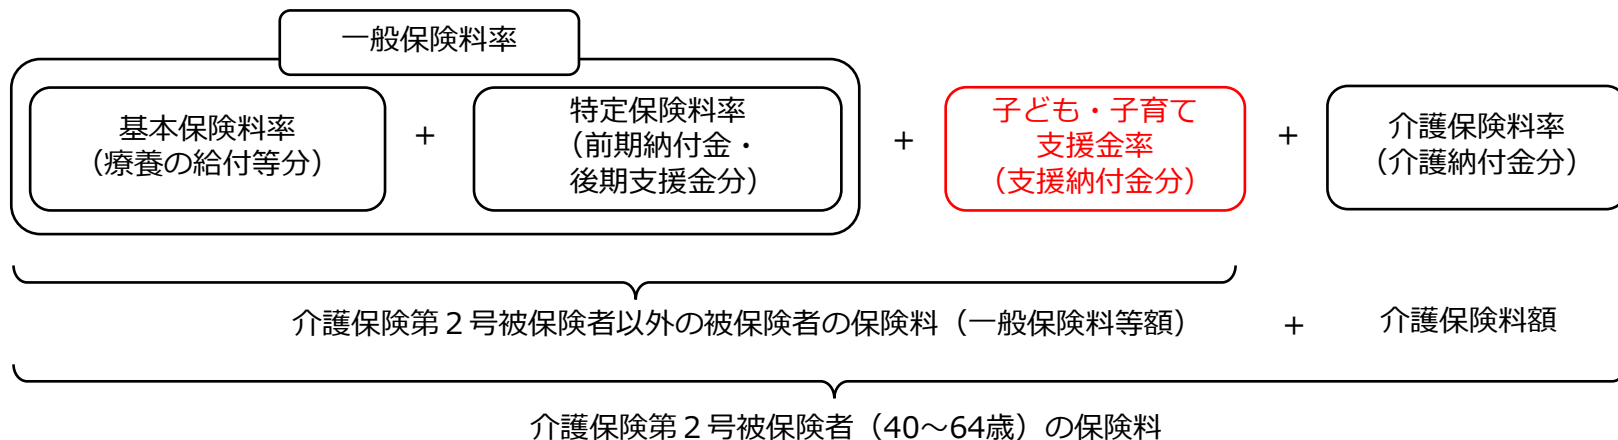 一般保険料率
基本保険料率
（療養の給付等分）
＋
特定保険料率
（前期納付金・
後期支援金分）
＋
子ども・子育て
支援金率
（支援納付金分）
＋
介護保険料率
（介護納付金分）
介護保険第２号被保険者以外の被保険者の保険料（一般保険料等額）
＋
介護保険料額
介護保険第２号被保険者（40～64歳）の保険料